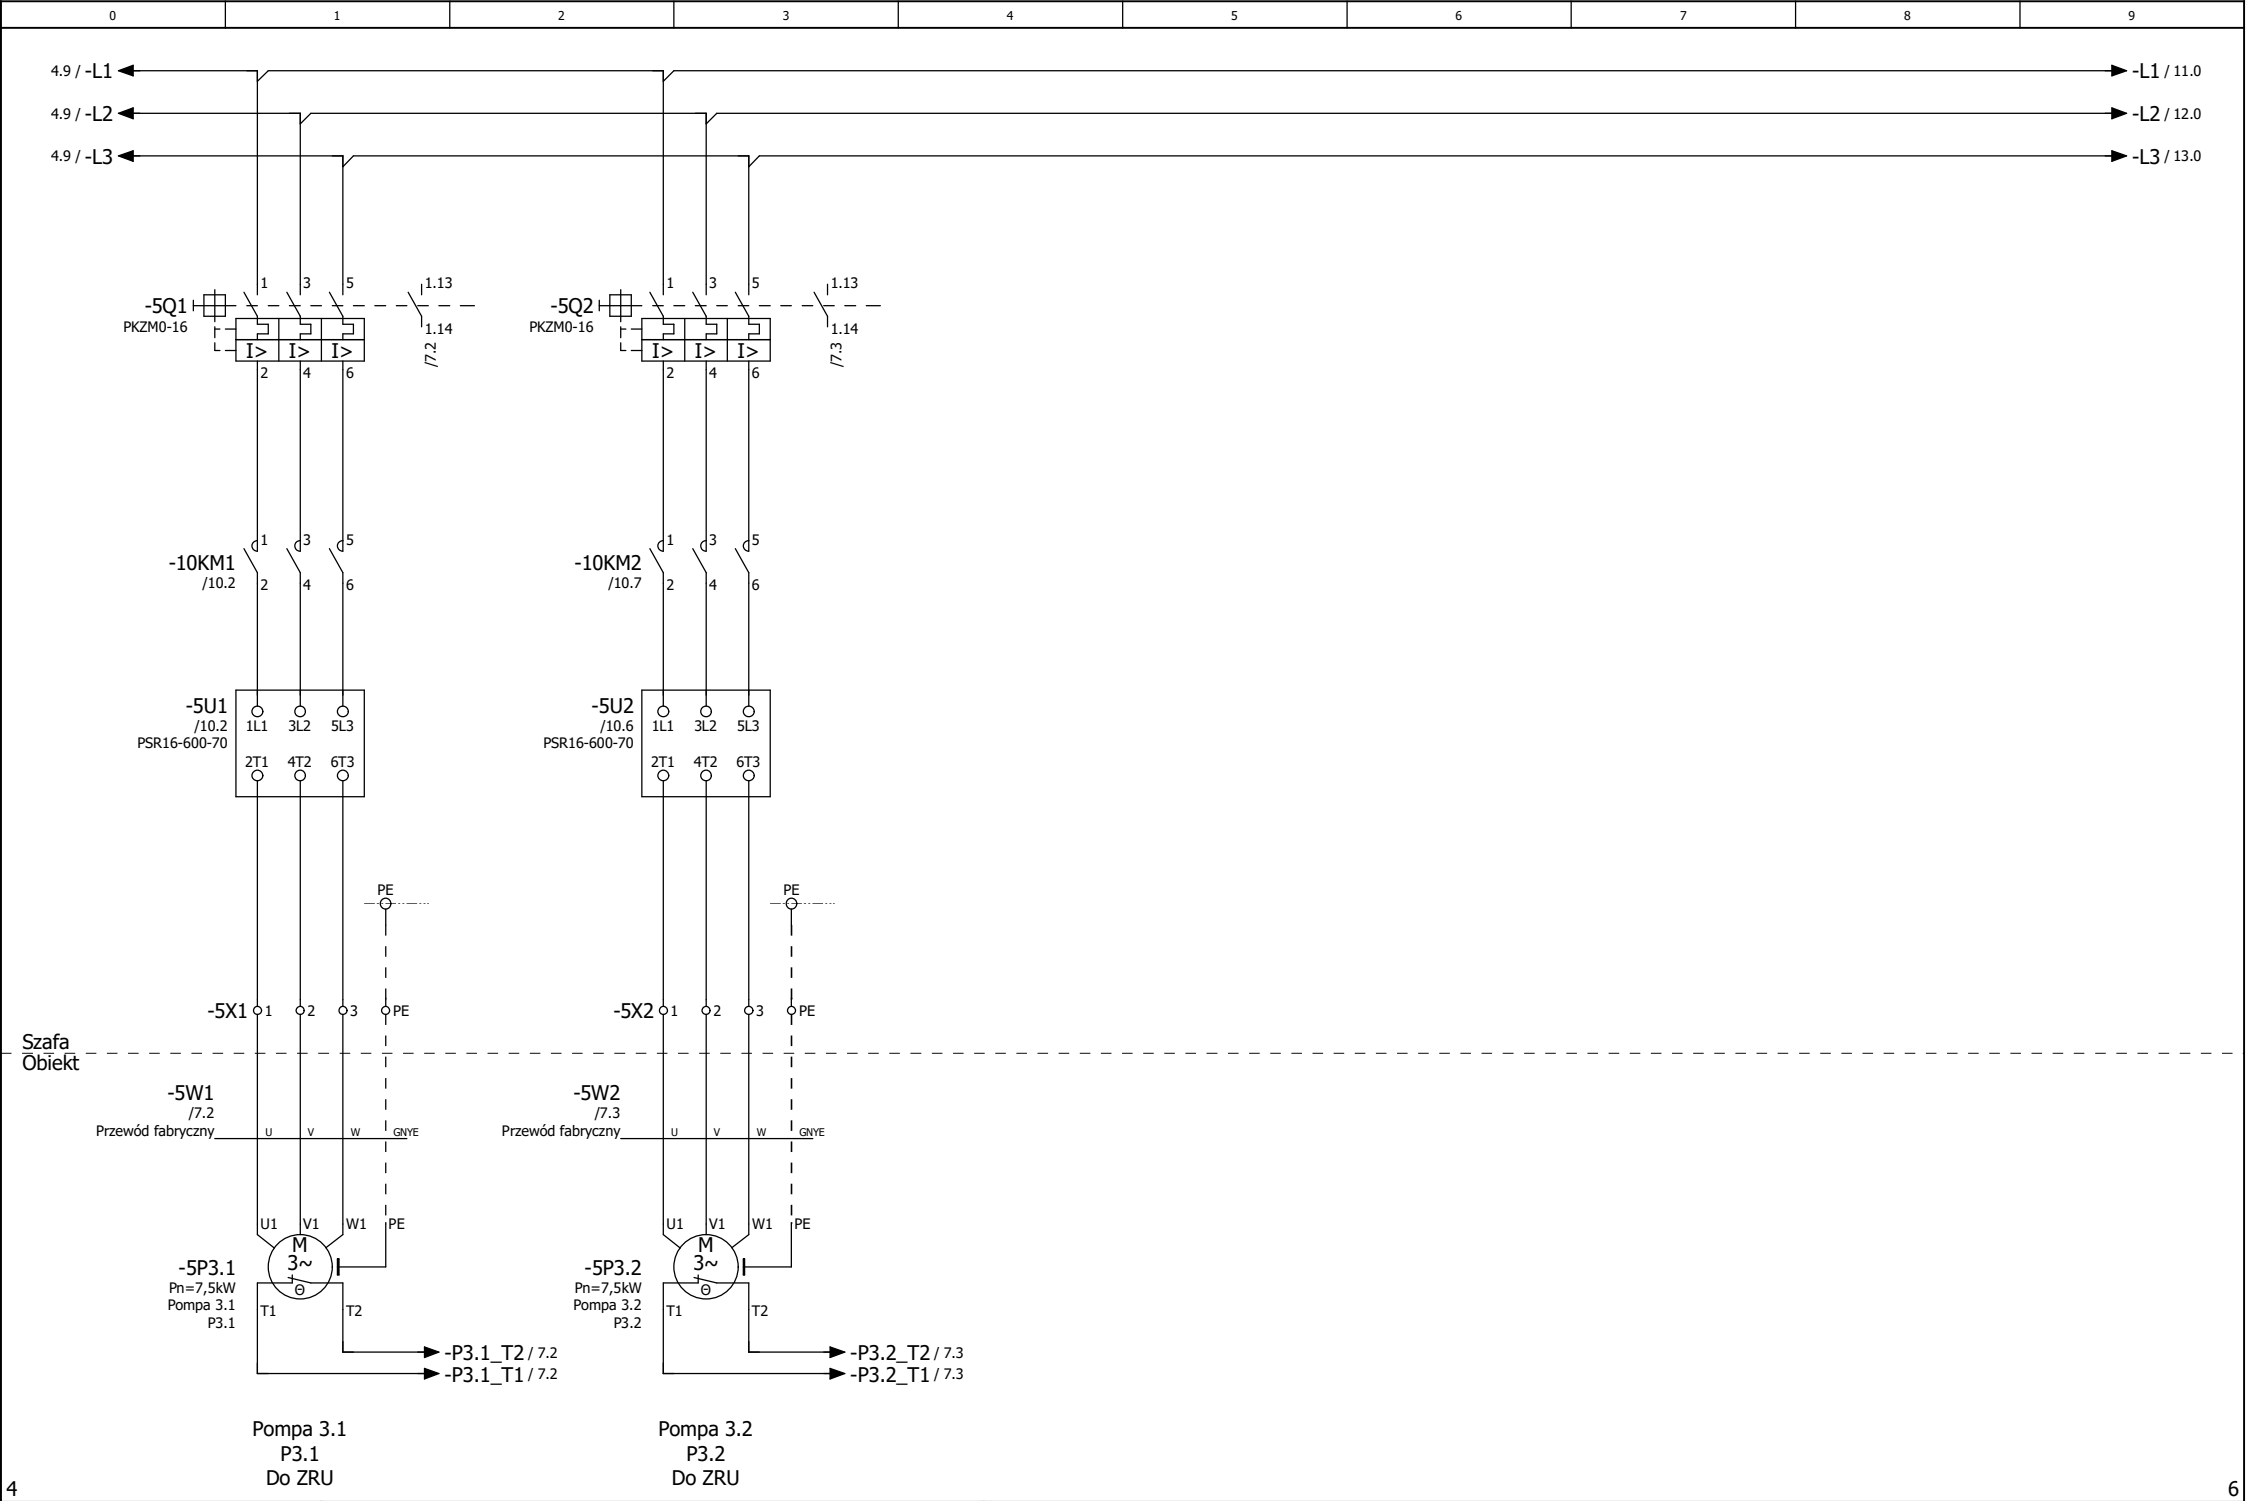 0 1 2 3 4 5 6 7 8 9
4.9 / -L1 -L1 / 11.0
4.9 / -L2 -L2 / 12.0
4.9 / -L3 -L3 / 13.0
1 3 5 1.13 1 3 5 1.13
-5Q1 -5Q2
PKZM0-16 1.14 PKZM0-16 1.14
I> I> I> /7.2 I> I> I> /7.3
2 4 6 2 4 6
1 3 5 1 3 5
-10KM1 -10KM2
/10.2 2 4 6 /10.7 2 4 6
-5U1 -5U2
/10.2 1L1 3L2 5L3 /10.6 1L1 3L2 5L3
PSR16-600-70 PSR16-600-70
2T1 4T2 6T3 2T1 4T2 6T3
PE PE
-5X1 1 2 3 PE -5X2 1 2 3 PE
Szafa
Obiekt
-5W1 -5W2
/7.2 /7.3
Przewód fabryczny U V W GNYE Przewód fabryczny U V W GNYE
U1 V1 W1 PE U1 V1 W1 PE
M M
-5P3.1 3~ -5P3.2 3~
Pn=7,5kW Θ Pn=7,5kW Θ
Pompa 3.1 T1 T2 Pompa 3.2 T1 T2
P3.1 P3.2
-P3.1_T2 / 7.2 -P3.2_T2 / 7.3
-P3.1_T1 / 7.2 -P3.2_T1 / 7.3
Pompa 3.1 Pompa 3.2
P3.1 P3.2
Do ZRU Do ZRU
4 6